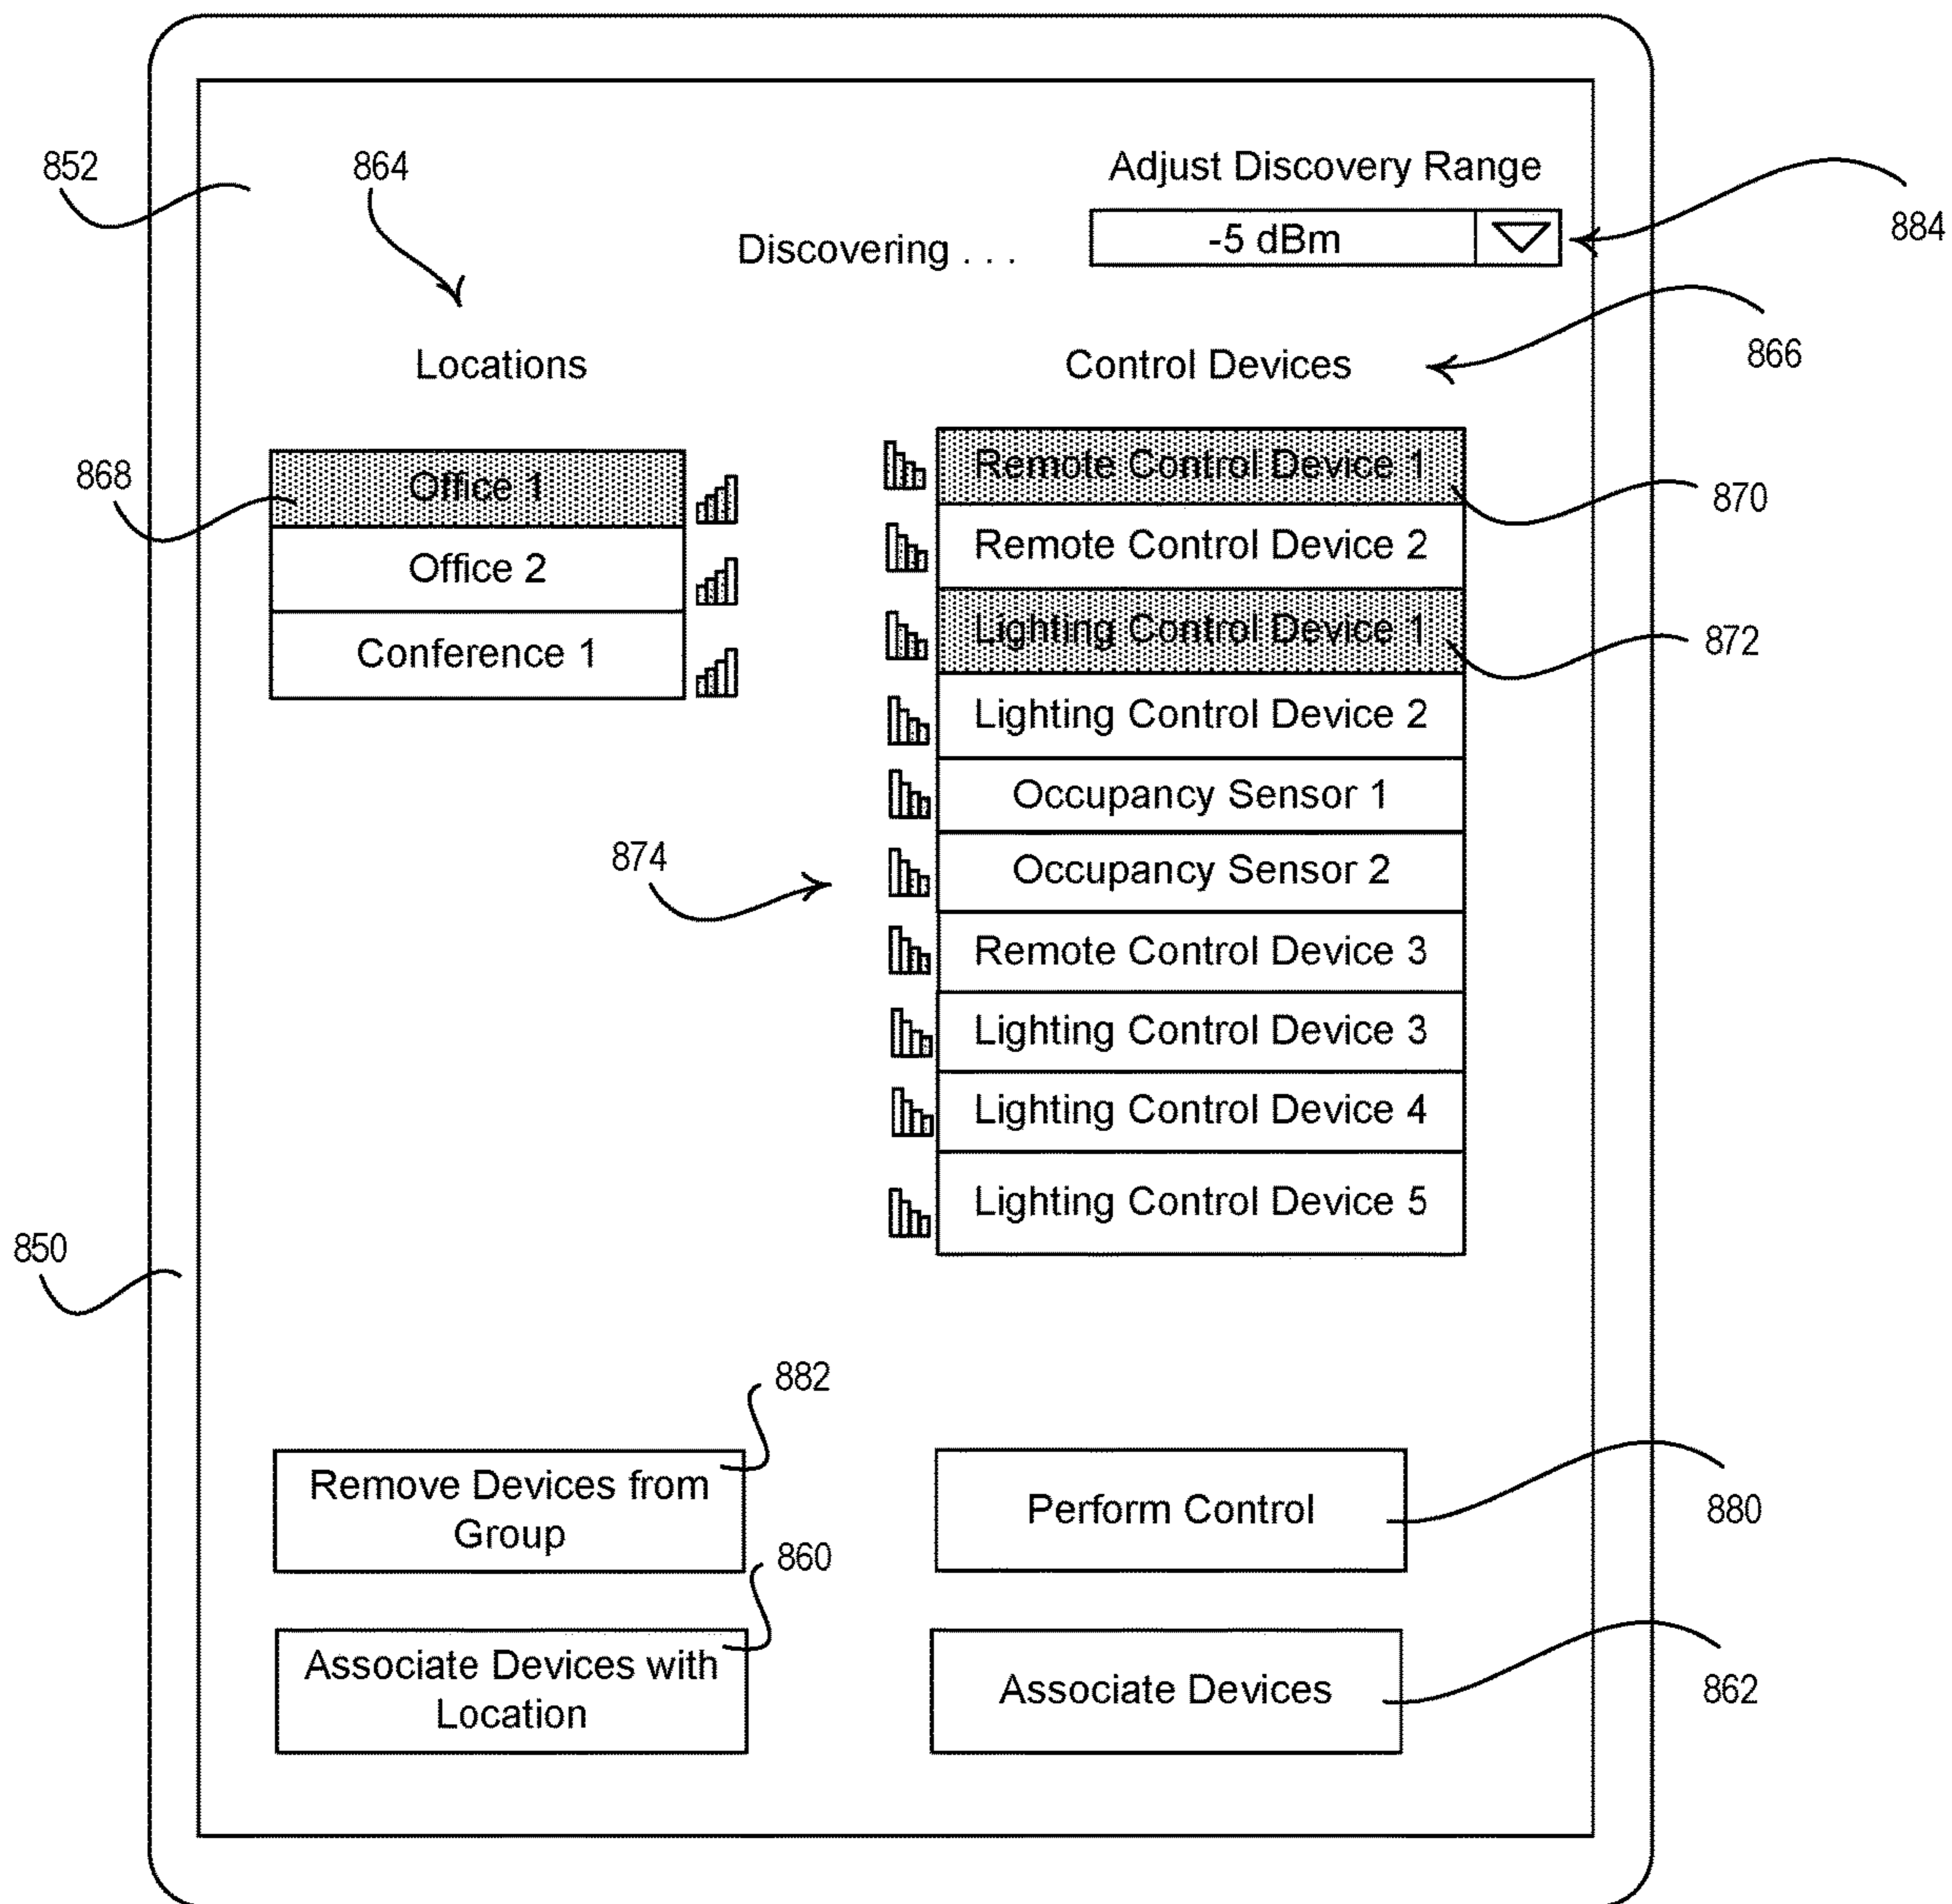 852
864
Adjust Discovery Range
884
Discovering . . .
-5 dBm
866
Locations
Control Devices
868
Office 1
Office 2
Conference 1
Remote Control Device 1
870
Remote Control Device 2
Lighting Control Device 1
872
Lighting Control Device 2
Occupancy Sensor 1
874
Occupancy Sensor 2
Remote Control Device 3
Lighting Control Device 3
Lighting Control Device 4
Lighting Control Device 5
850
882
Remove Devices from
Group
Perform Control
880
860
Associate Devices with
Location
Associate Devices
862